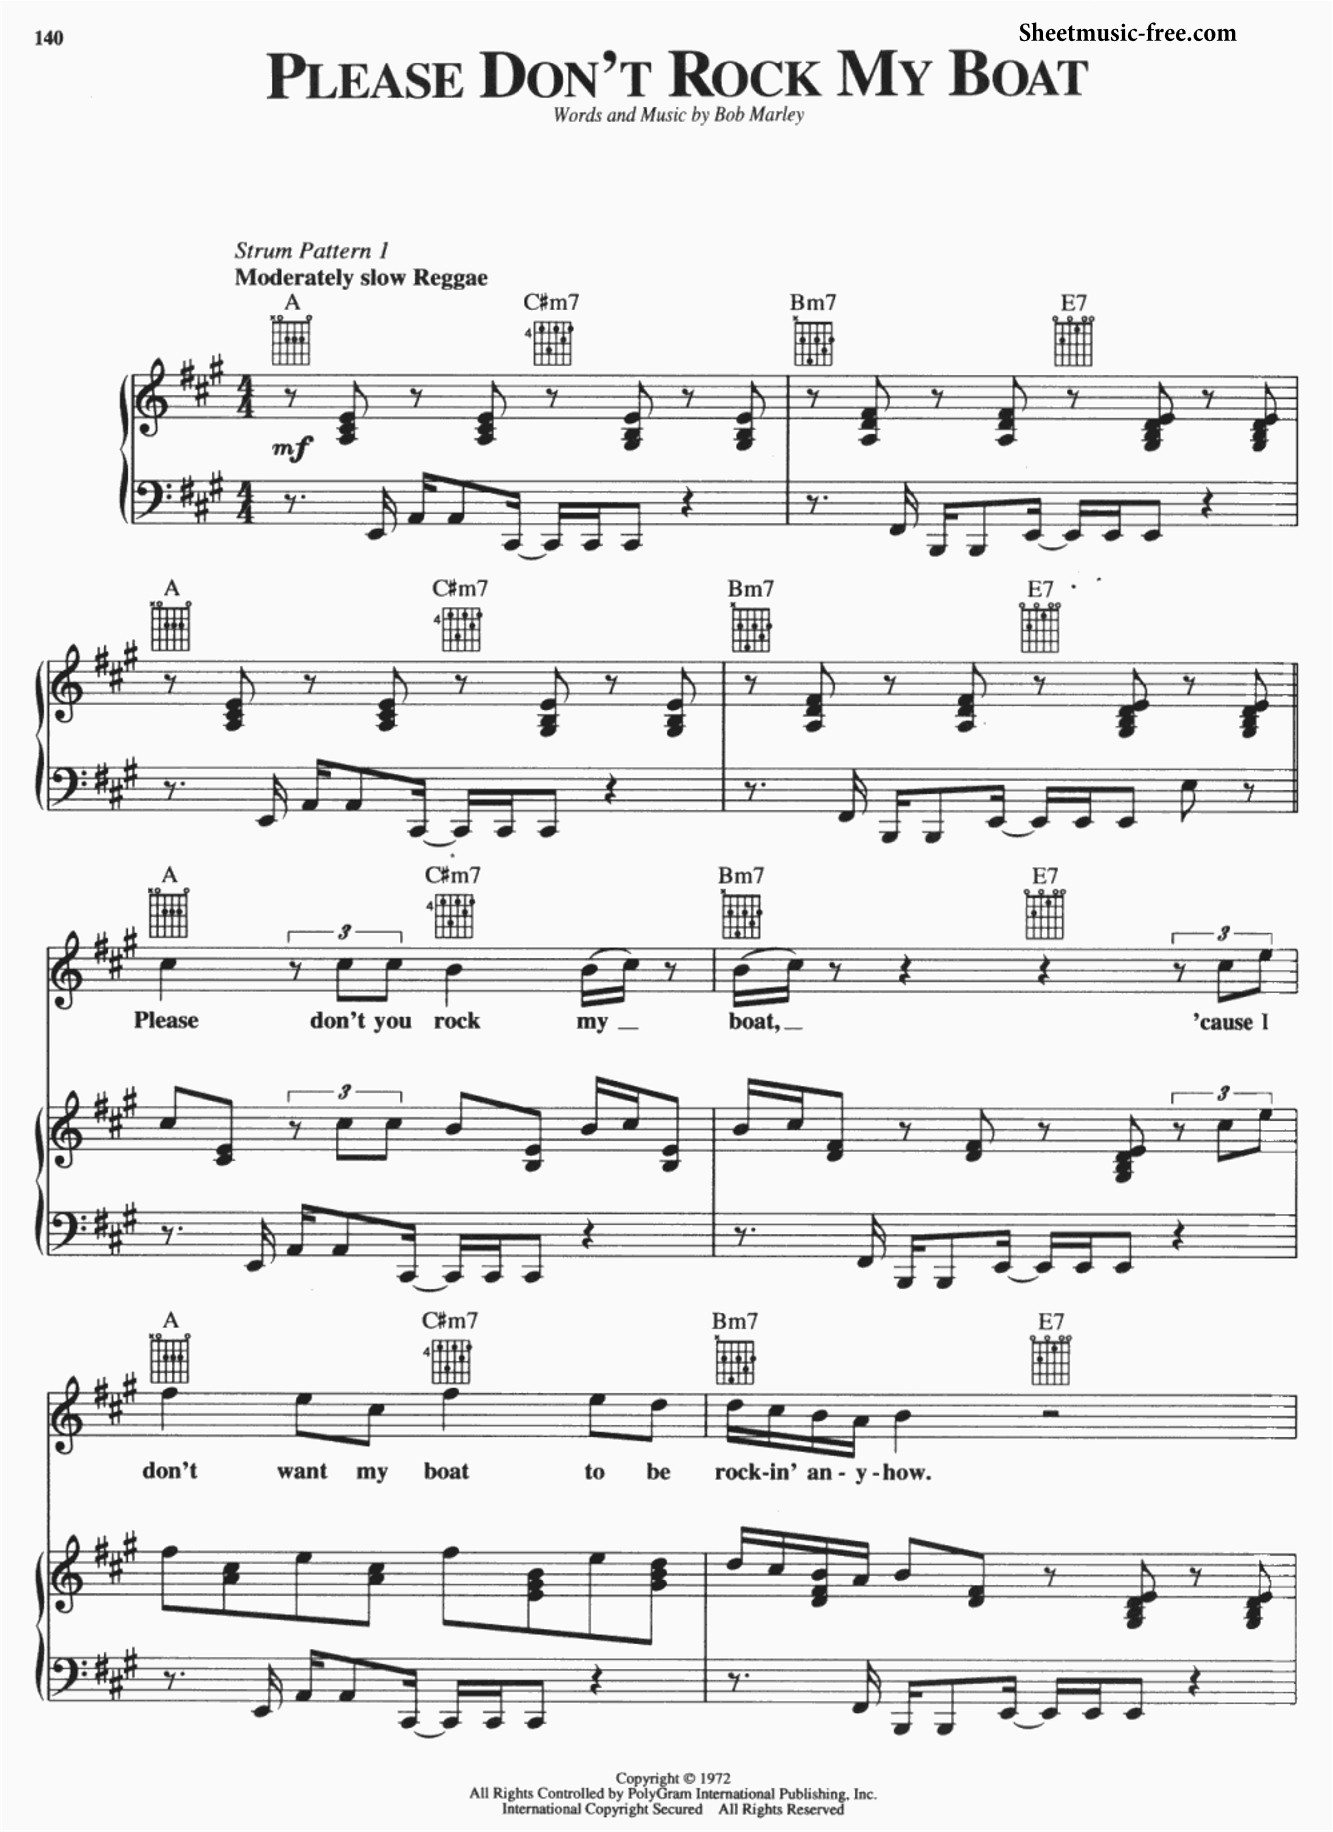 140
Sheetmusic-free.com
PLEASE DON'T ROCK MY BOAT
Words and Music by Bob Marley
Strum Pattern 1
Moderately slow Reggae
A C#m7 Bm7 E7
4
mf
A C#m7 Bm7 E7
4
A C#m7 Bm7 E7
4
3 3
Please don't you rock my _ boat, _ 'cause I
3 3
A C#m7 Bm7 E7
4
don't want my boat to be rock-in' an - y - how.
Copyright © 1972
All Rights Controlled by PolyGram International Publishing, Inc.
International Copyright Secured All Rights Reserved